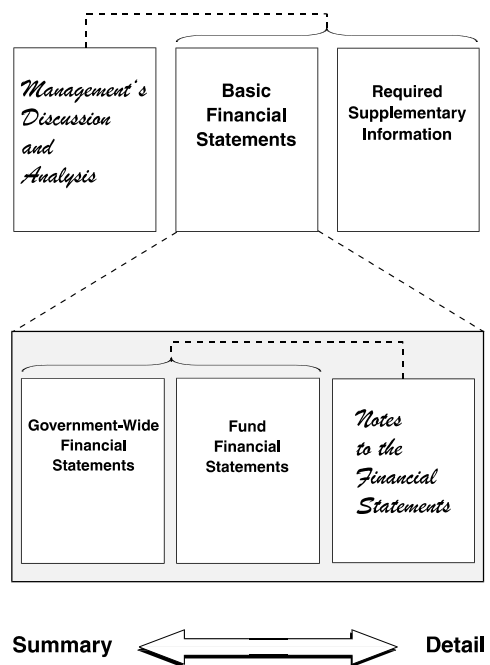 Management's
Discussion
and
Analysis
Basic
Financial
Statements
Required
Supplementary
Information
Government-Wide
Financial
Statements
Fund
Financial
Statements
Notes
to the
Financial
Statements
Summary
Detail